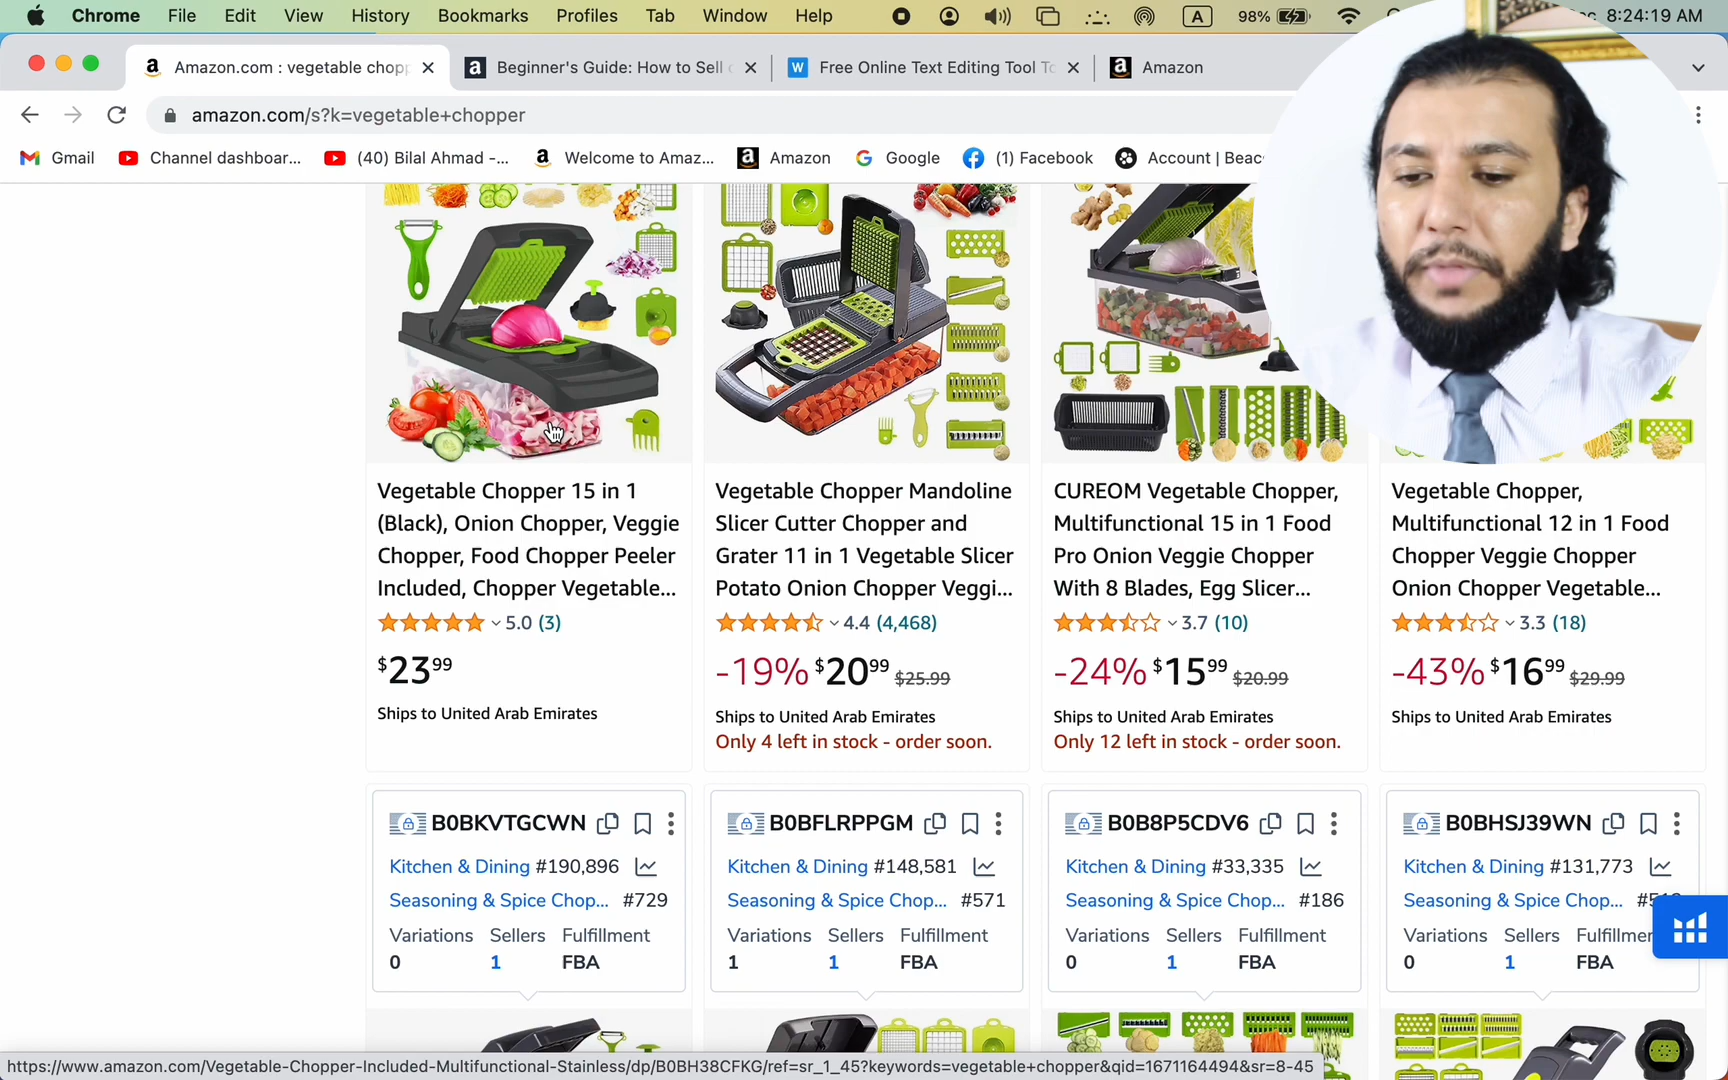 Chrome File Edit View History Bookmarks Profiles Tab Window Help A 98% 8:24:19 AM
Amazon.com : vegetable chopp
Beginner's Guide: How to Sell
W Free Online Text Editing Tool
Amazon
amazon.com/s?k=vegetable+chopper
Gmail
Channel dashboar...
(40) Bilal Ahmad -...
Welcome to Amaz...
Amazon
Google
(1) Facebook
Account | Beac
Vegetable Chopper 15 in 1
(Black), Onion Chopper, Veggie
Chopper, Food Chopper Peeler
Included, Chopper Vegetable...
5.0 (3)
$23.99
Ships to United Arab Emirates
Vegetable Chopper Mandoline
Slicer Cutter Chopper and
Grater 11 in 1 Vegetable Slicer
Potato Onion Chopper Veggi...
4.4 (4,468)
-19% $20.99 $25.99
Ships to United Arab Emirates
Only 4 left in stock - order soon.
CUREOM Vegetable Chopper,
Multifunctional 15 in 1 Food
Pro Onion Veggie Chopper
With 8 Blades, Egg Slicer...
3.7 (10)
-24% $15.99 $20.99
Ships to United Arab Emirates
Only 12 left in stock - order soon.
Vegetable Chopper,
Multifunctional 12 in 1 Food
Chopper Veggie Chopper
Onion Chopper Vegetable...
3.3 (18)
-43% $16.99 $29.99
Ships to United Arab Emirates
B0BKVTGCWN
Kitchen & Dining #190,896
Seasoning & Spice Chop... #729
Variations Sellers Fulfillment
0 1 FBA
B0BFLRPPGM
Kitchen & Dining #148,581
Seasoning & Spice Chop... #571
Variations Sellers Fulfillment
1 1 FBA
B0B8P5CDV6
Kitchen & Dining #33,335
Seasoning & Spice Chop... #186
Variations Sellers Fulfillment
0 1 FBA
B0BHSJ39WN
Kitchen & Dining #131,773
Seasoning & Spice Chop...
Variations Sellers Fulfillmen
0 1 FBA
https://www.amazon.com/Vegetable-Chopper-Included-Multifunctional-Stainless/dp/B0BH38CFKG/ref=sr_1_45?keywords=vegetable+chopper&qid=1671164494&sr=8-45